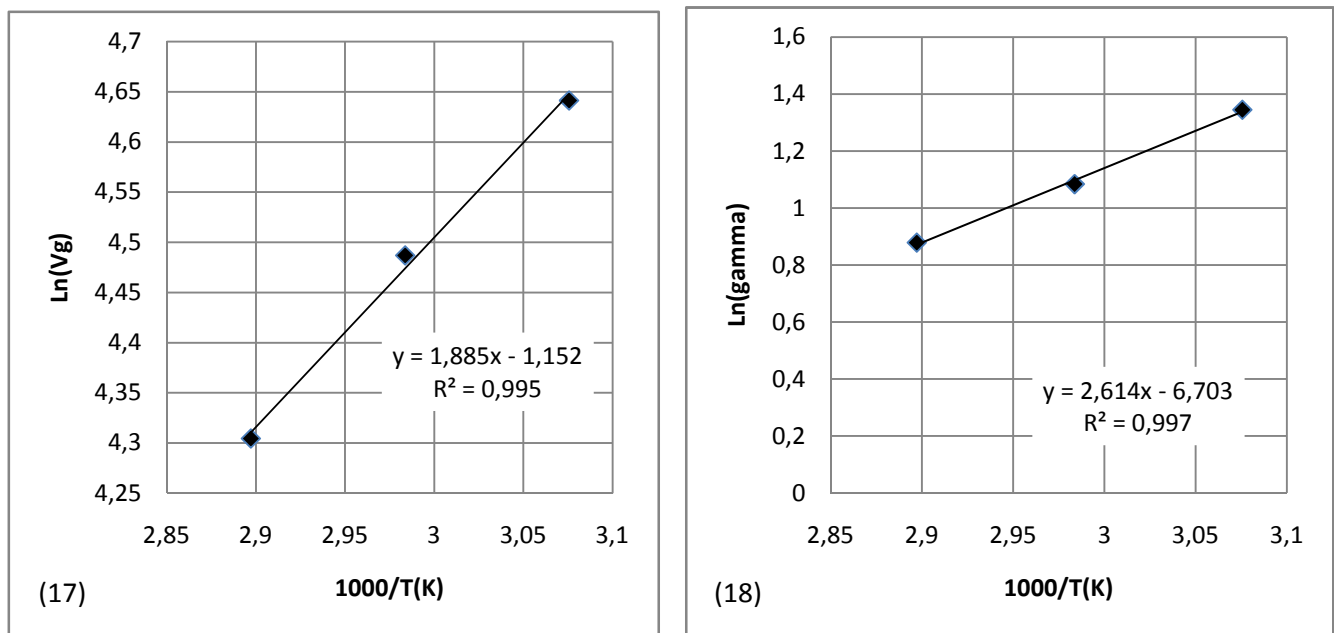 4,7
4,65
4,6
4,55
4,5
4,45
4,4
4,35
4,3
4,25
Ln(Vg)
y = 1,885x - 1,152
R² = 0,995
2,85 2,9 2,95 3 3,05 3,1
1000/T(K)
(17)
1,6
1,4
1,2
1
0,8
0,6
0,4
0,2
0
Ln(gamma)
y = 2,614x - 6,703
R² = 0,997
2,85 2,9 2,95 3 3,05 3,1
1000/T(K)
(18)